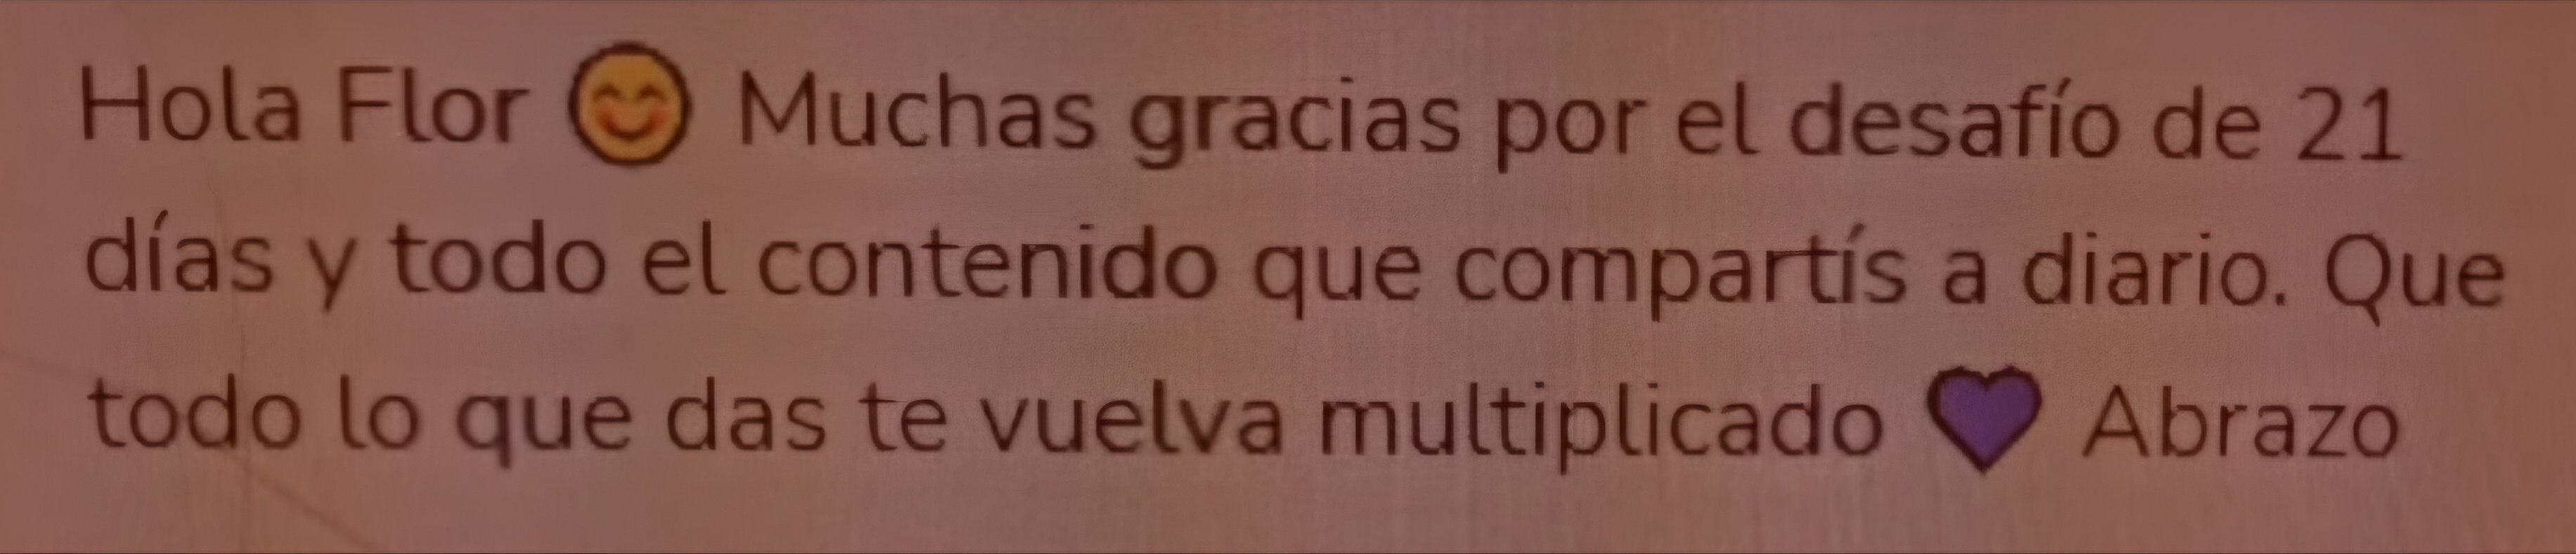 Hola Flor 😊 Muchas gracias por el desafío de 21
días y todo el contenido que compartís a diario. Que
todo lo que das te vuelva multiplicado 💜 Abrazo